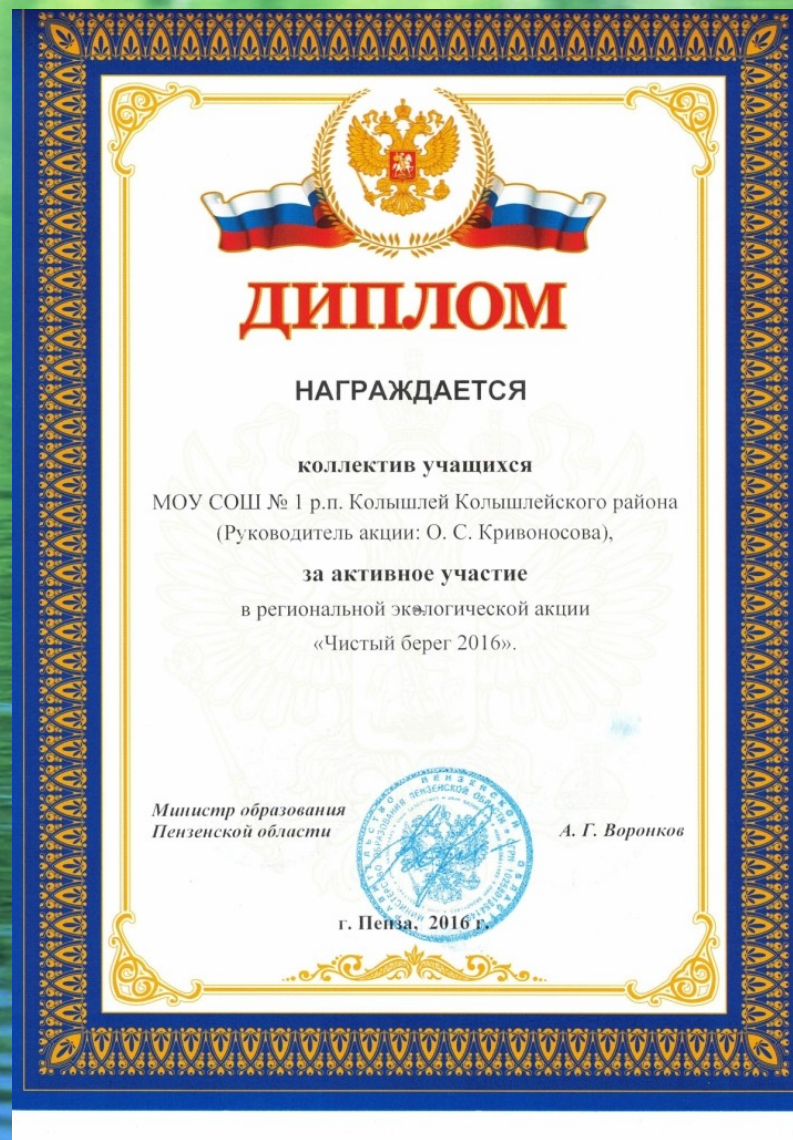 ДИПЛОМ
НАГРАЖДАЕТСЯ
коллектив учащихся
МОУ СОШ № 1 р.п. Колышлей Колышлейского района
(Руководитель акции: О. С. Кривоносова),
за активное участие
в региональной экологической акции
«Чистый берег 2016».
Министр образования
Пензенской области
А. Г. Воронков
г. Пенза, 2016 г.